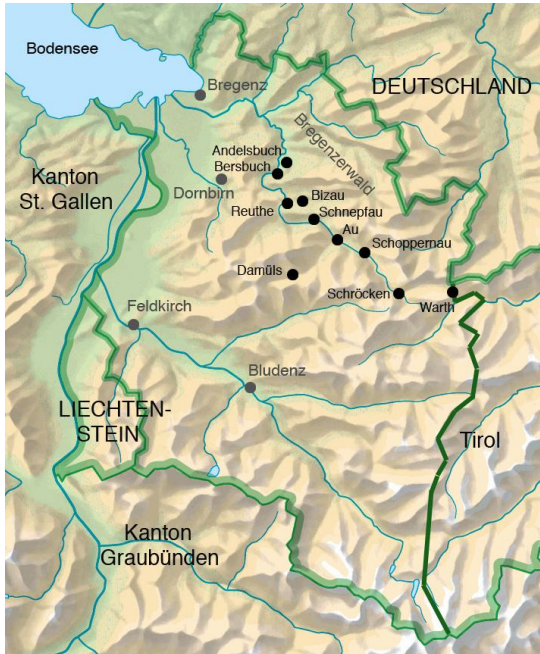 Bodensee
Bregenz
DEUTSCHLAND
Bregenzerwald
Andelsbuch
Bersbuch
Kanton
St. Gallen
Dornbirn
Bizau
Reuthe
Schnepfau
Au
Schoppernau
Damüls
Schröcken
Warth
Feldkirch
Bludenz
LIECHTEN-
STEIN
Tirol
Kanton
Graubünden